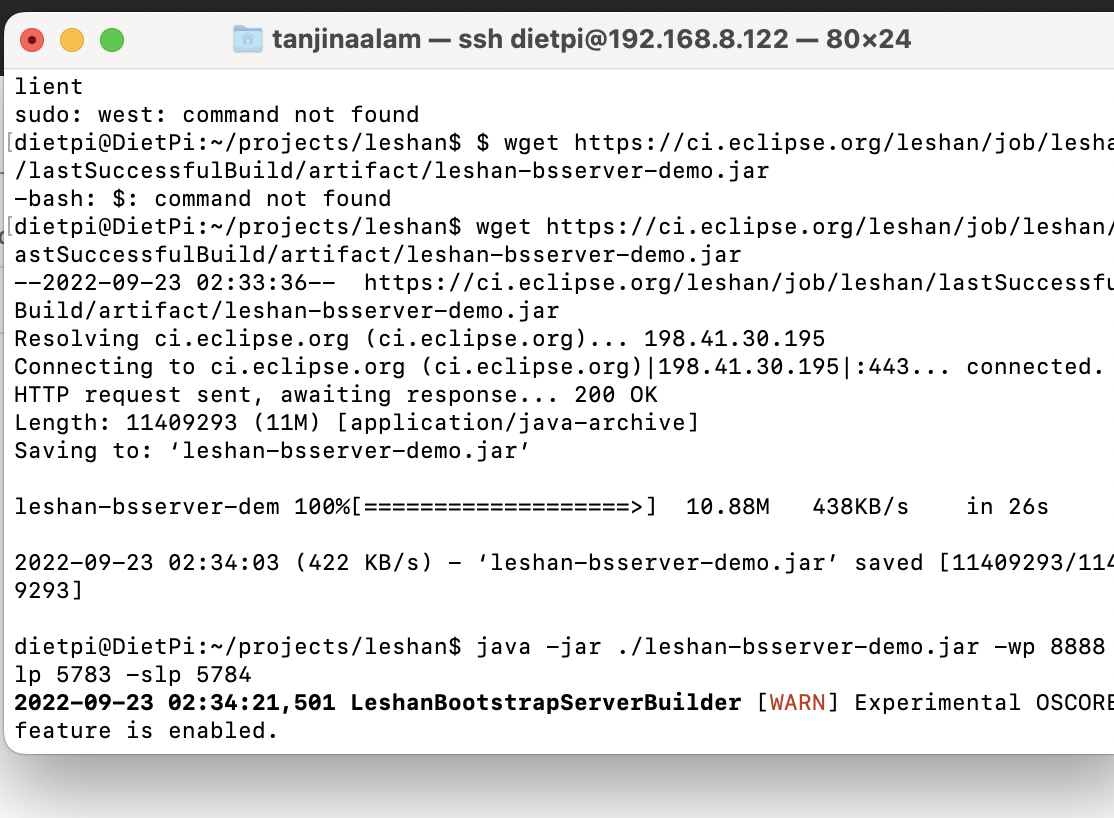 tanjinaalam — ssh dietpi@192.168.8.122 — 80×24
lient
sudo: west: command not found
[dietpi@DietPi:~/projects/leshan$ $ wget https://ci.eclipse.org/leshan/job/lesha
/lastSuccessfulBuild/artifact/leshan-bsserver-demo.jar
-bash: $: command not found
[dietpi@DietPi:~/projects/leshan$ wget https://ci.eclipse.org/leshan/job/leshan/
astSuccessfulBuild/artifact/leshan-bsserver-demo.jar
--2022-09-23 02:33:36--  https://ci.eclipse.org/leshan/job/leshan/lastSuccessfu
Build/artifact/leshan-bsserver-demo.jar
Resolving ci.eclipse.org (ci.eclipse.org)... 198.41.30.195
Connecting to ci.eclipse.org (ci.eclipse.org)|198.41.30.195|:443... connected.
HTTP request sent, awaiting response... 200 OK
Length: 11409293 (11M) [application/java-archive]
Saving to: ‘leshan-bsserver-demo.jar’
leshan-bsserver-dem 100%[===================>]  10.88M   438KB/s    in 26s
2022-09-23 02:34:03 (422 KB/s) - ‘leshan-bsserver-demo.jar’ saved [11409293/114
9293]
dietpi@DietPi:~/projects/leshan$ java -jar ./leshan-bsserver-demo.jar -wp 8888
lp 5783 -slp 5784
2022-09-23 02:34:21,501 LeshanBootstrapServerBuilder [WARN] Experimental OSCORE
feature is enabled.